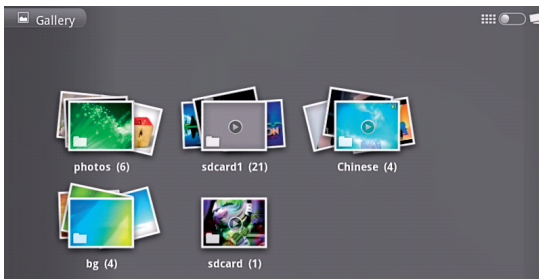 Gallery
photos (6)
sdcard1 (21)
Chinese (4)
bg (4)
sdcard (1)